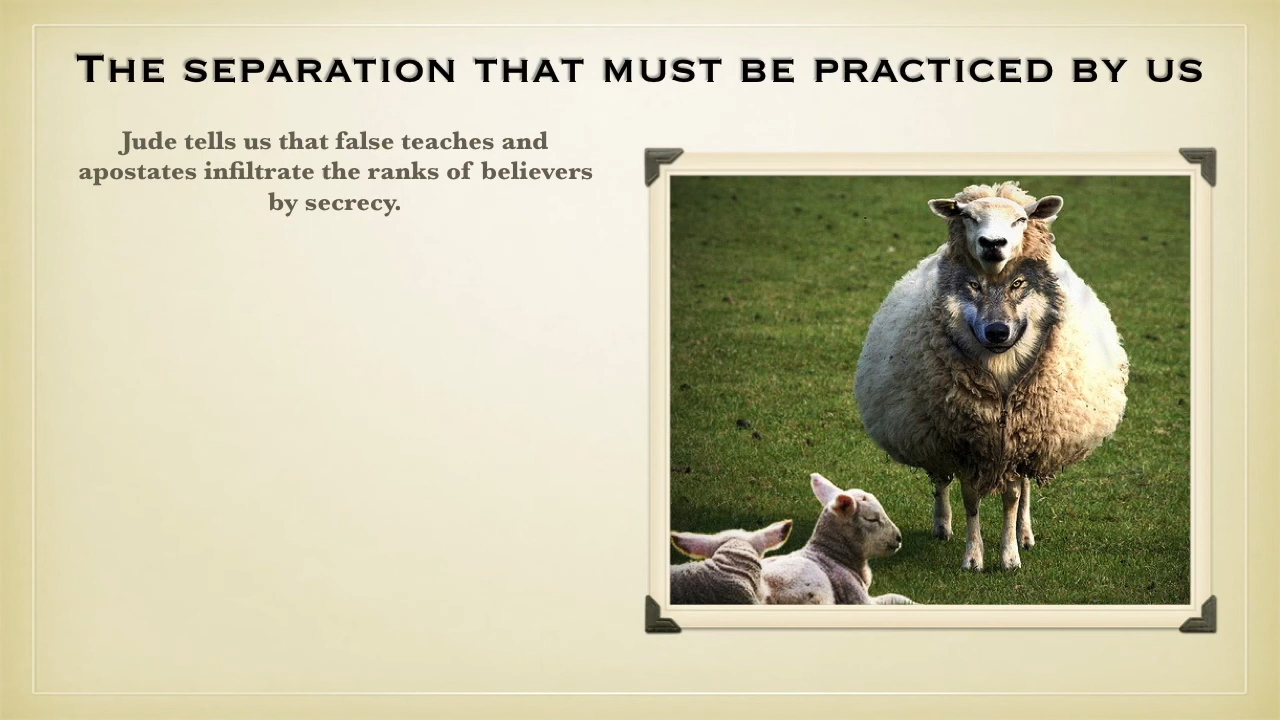 The separation that must be practiced by us
Jude tells us that false teaches and
apostates infiltrate the ranks of believers
by secrecy.